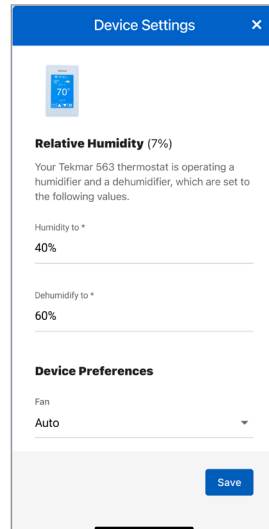 Device Settings ×
70°
Relative Humidity (7%)
Your Tekmar 563 thermostat is operating a
humidifier and a dehumidifier, which are set to
the following values.
Humidity to *
40%
Dehumidify to *
60%
Device Preferences
Fan
Auto
Save